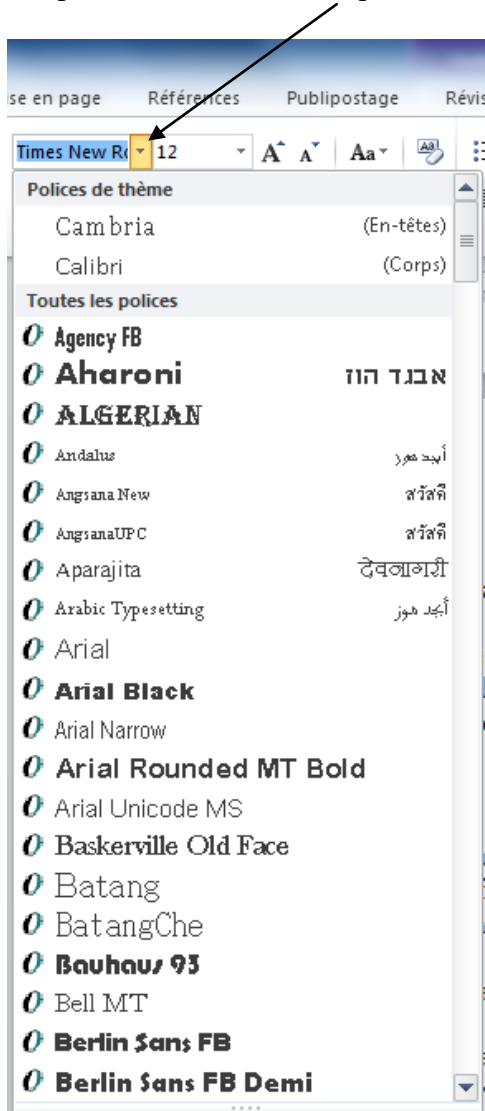 se en page Références Publipostage Révis
Times New Ro 12 A A Aa
Polices de thème
Cambria (En-têtes)
Calibri (Corps)
Toutes les polices
O Agency FB
O Aharoni אבגד הוז
O ALGERIAN
O Andalus أبجد هوز
O Angsana New สวัสดี
O AngsanaUPC สวัสดี
O Aparajita देवनागरी
O Arabic Typesetting أبجد هوز
O Arial
O Arial Black
O Arial Narrow
O Arial Rounded MT Bold
O Arial Unicode MS
O Baskerville Old Face
O Batang
O BatangChe
O Bauhaus 93
O Bell MT
O Berlin Sans FB
O Berlin Sans FB Demi